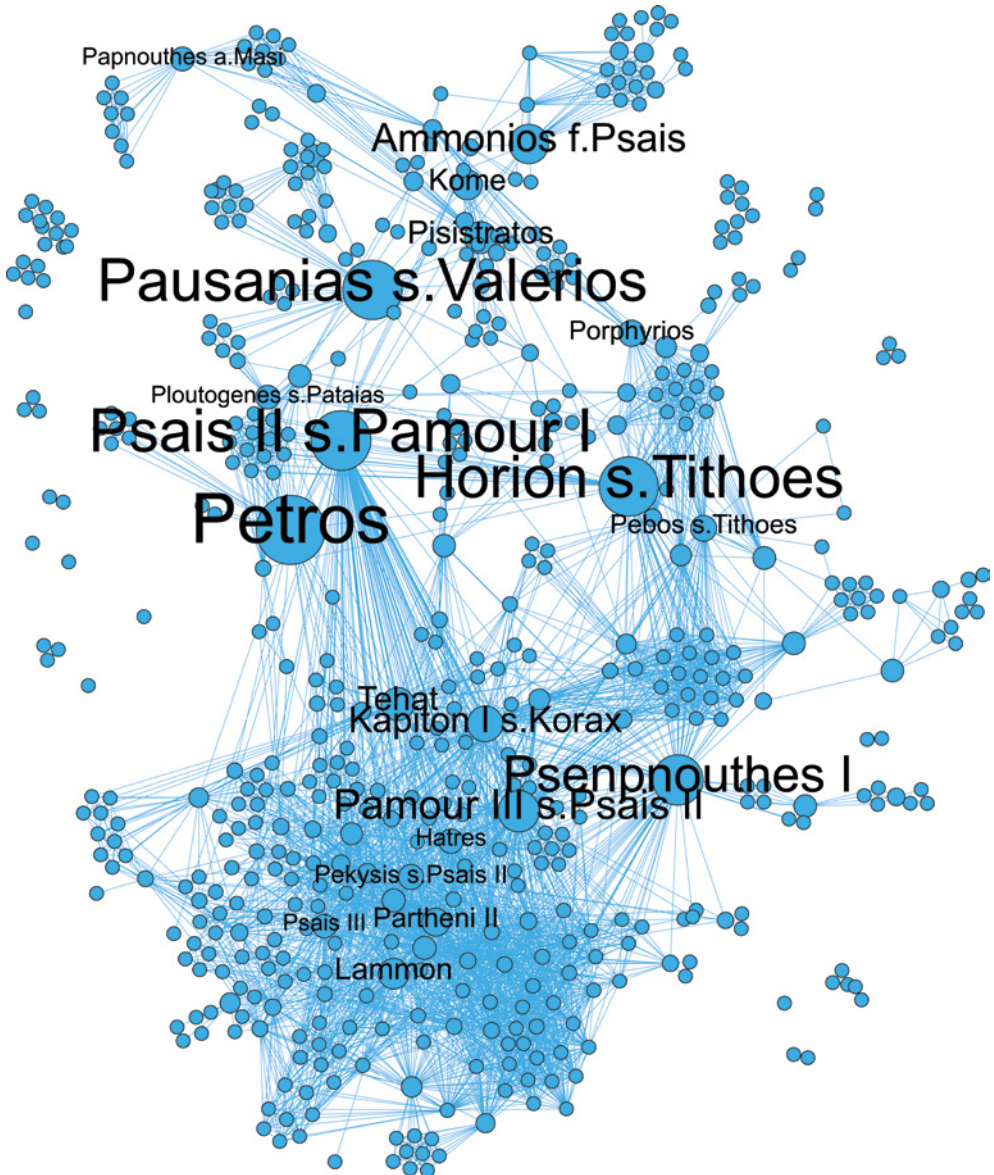 Papnouthes a.Masi
Ammonios f.Psais
Kome
Pisistratos
Pausanias s.Valerios
Porphyrios
Ploutogenes s.Pataias
Psais II s.Pamour I
Horion s.Tithoes
Petros
Pebos s.Tithoes
Tehat
Kapiton I s.Korax
Psenpnouthes I
Pamour III s.Psais II
Hatres
Pekysis s.Psais II
Psais III
Partheni II
Lammon